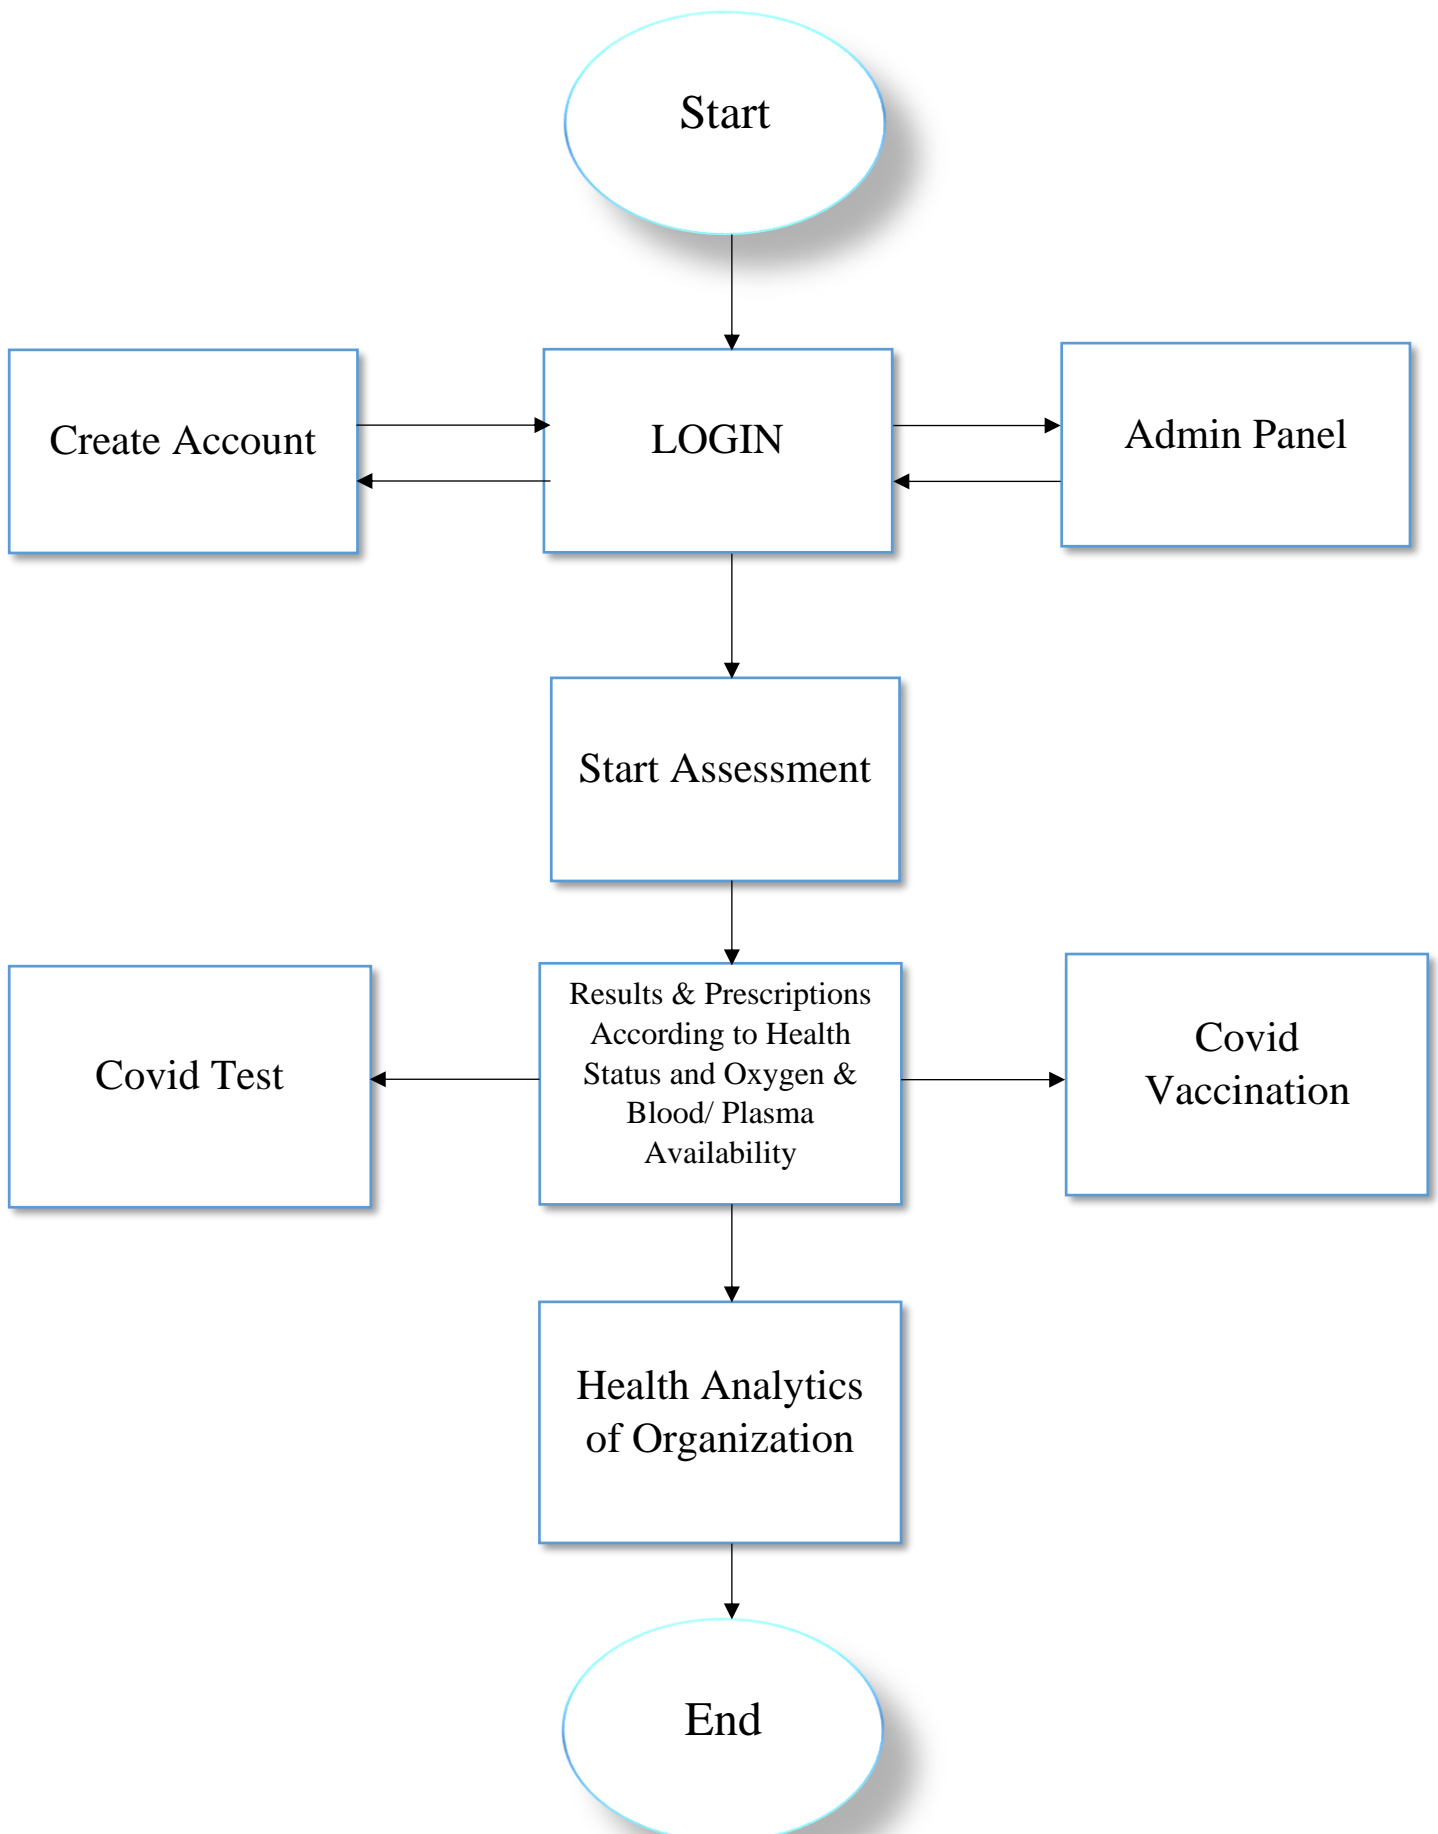 Start
Create Account
LOGIN
Admin Panel
Start Assessment
Covid Test
Results & Prescriptions
According to Health
Status and Oxygen &
Blood/ Plasma
Availability
Covid
Vaccination
Health Analytics
of Organization
End